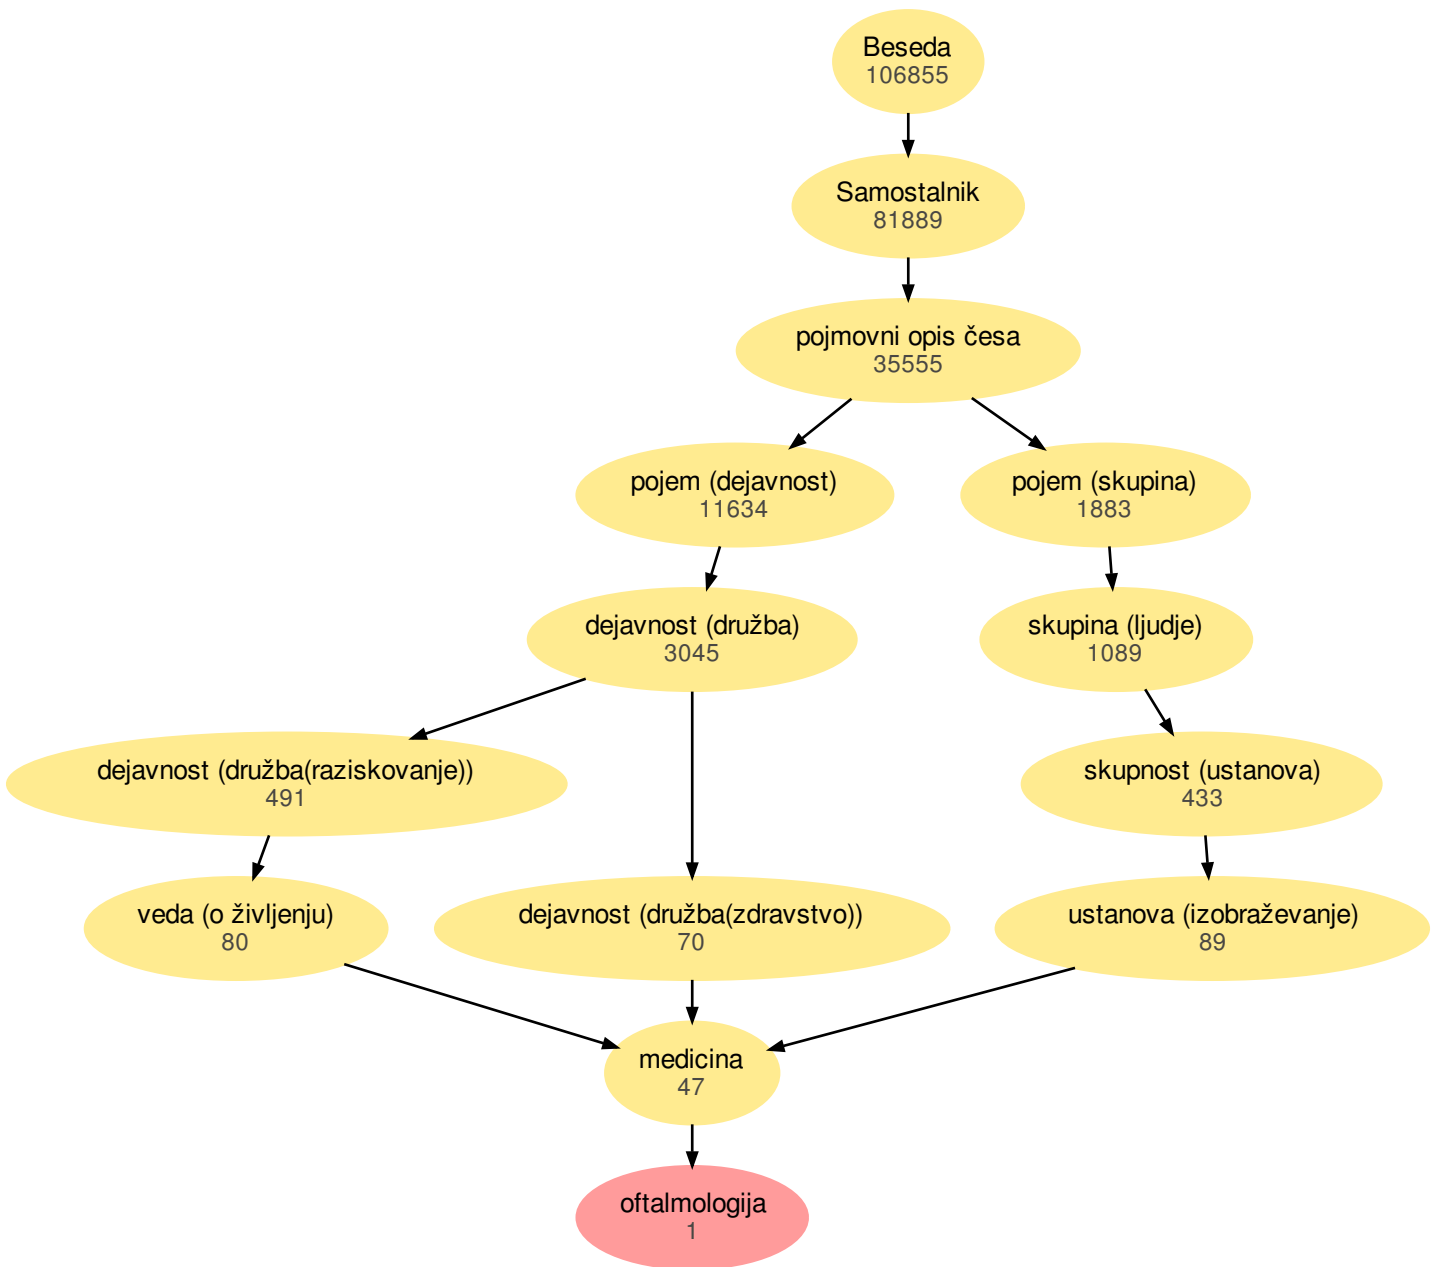 Beseda
106855
Samostalnik
81889
pojmovni opis česa
35555
pojem (dejavnost)
11634
pojem (skupina)
1883
dejavnost (družba)
3045
skupina (ljudje)
1089
dejavnost (družba(raziskovanje))
491
skupnost (ustanova)
433
veda (o življenju)
80
dejavnost (družba(zdravstvo))
70
ustanova (izobraževanje)
89
medicina
47
oftalmologija
1